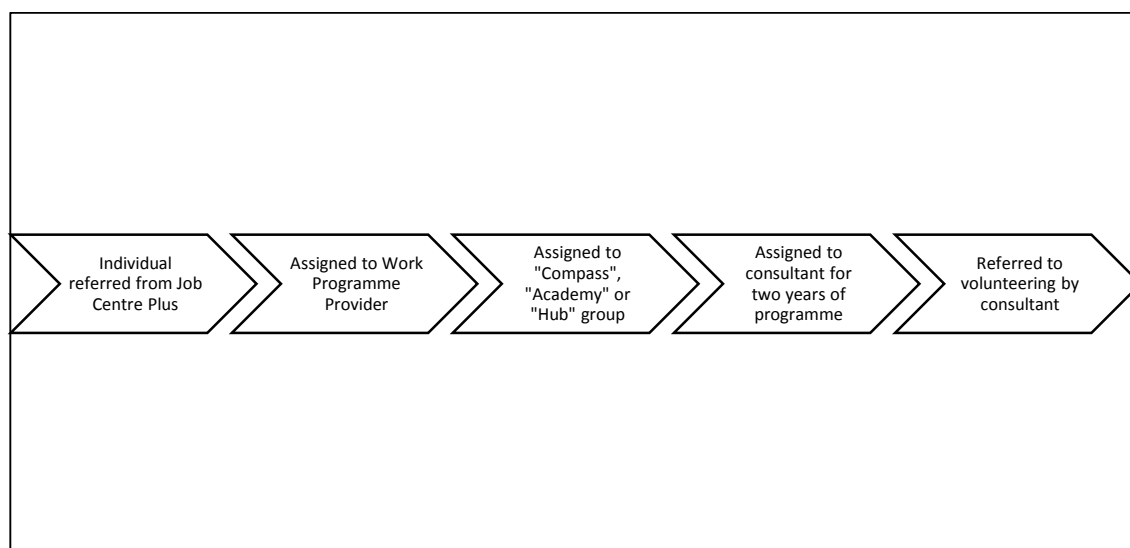 Individual
referred from Job
Centre Plus
Assigned to Work
Programme
Provider
Assigned to
"Compass",
"Academy" or
"Hub" group
Assigned to
consultant for
two years of
programme
Referred to
volunteering by
consultant